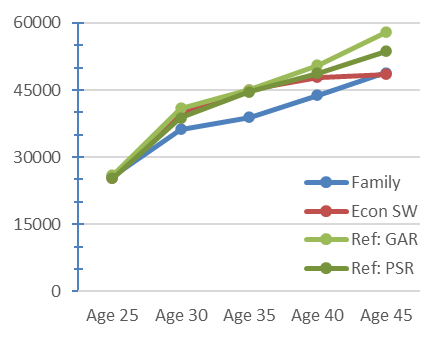 60000
45000
30000
15000
0
Family
Econ SW
Ref: GAR
Ref: PSR
Age 25 Age 30 Age 35 Age 40 Age 45